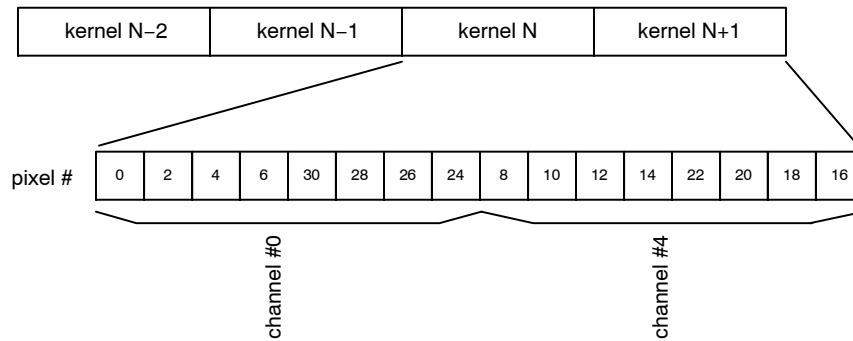 kernel N−2 kernel N−1 kernel N kernel N+1
pixel # 0 2 4 6 30 28 26 24 8 10 12 14 22 20 18 16
channel #0
channel #4